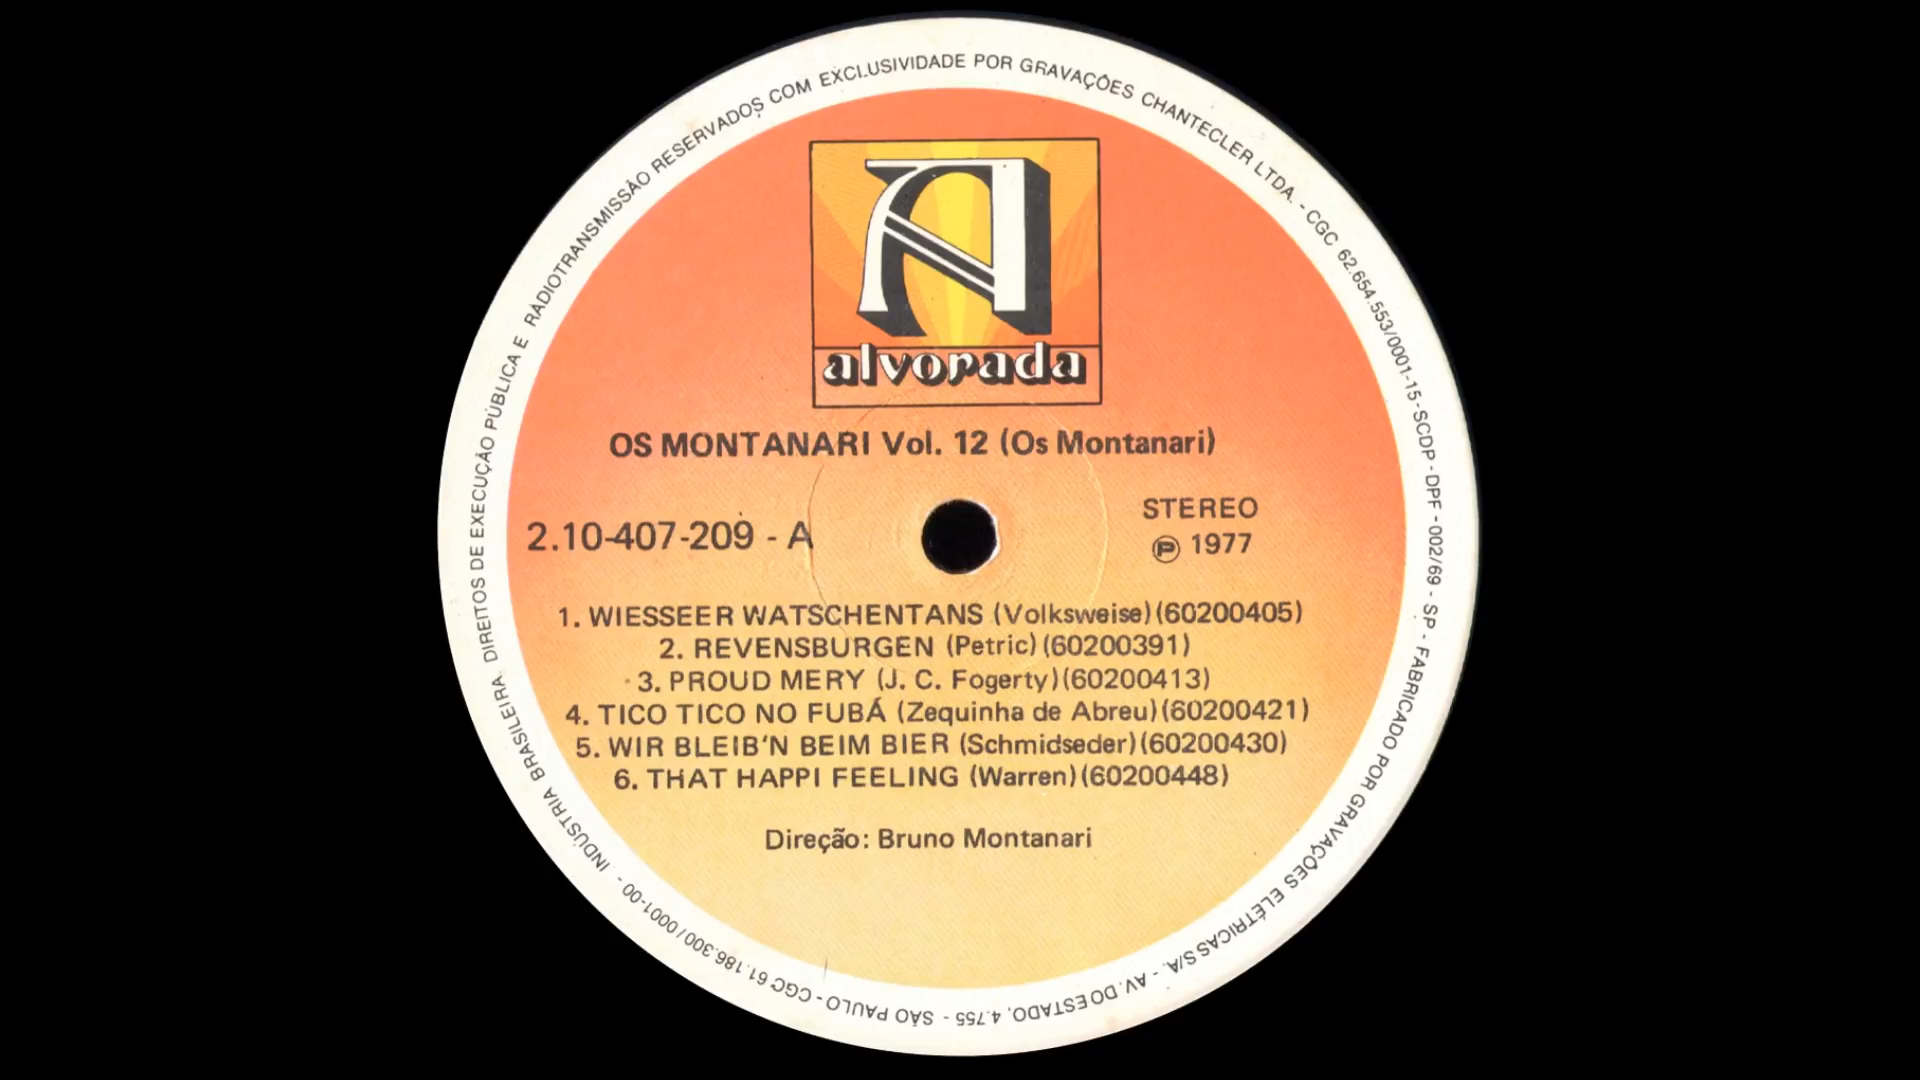 DIREITOS DE EXECUÇÃO PÚBLICA E RÁDIOTRANSMISSÃO RESERVADOS COM EXCLUSIVIDADE POR GRAVAÇÕES CHANTECLER LTDA. - CGC 62.654.553/0001-15 - SCDP - DPF - 002/69 - SP - FABRICADO POR GRAVAÇÕES ELÉTRICAS S/A. - AV. DO ESTADO, 4.755 - SÃO PAULO - CGC 61.186.300/0001-00 - INDÚSTRIA BRASILEIRA.
A
alvorada
OS MONTANARI Vol. 12 (Os Montanari)
STEREO
2.10-407-209 - A
Ⓟ 1977
1. WIESSEER WATSCHENTANS (Volksweise) (60200405)
2. REVENSBURGEN (Petric) (60200391)
3. PROUD MERY (J. C. Fogerty) (60200413)
4. TICO TICO NO FUBÁ (Zequinha de Abreu) (60200421)
5. WIR BLEIB'N BEIM BIER (Schmidseder) (60200430)
6. THAT HAPPI FEELING (Warren) (60200448)
Direção: Bruno Montanari